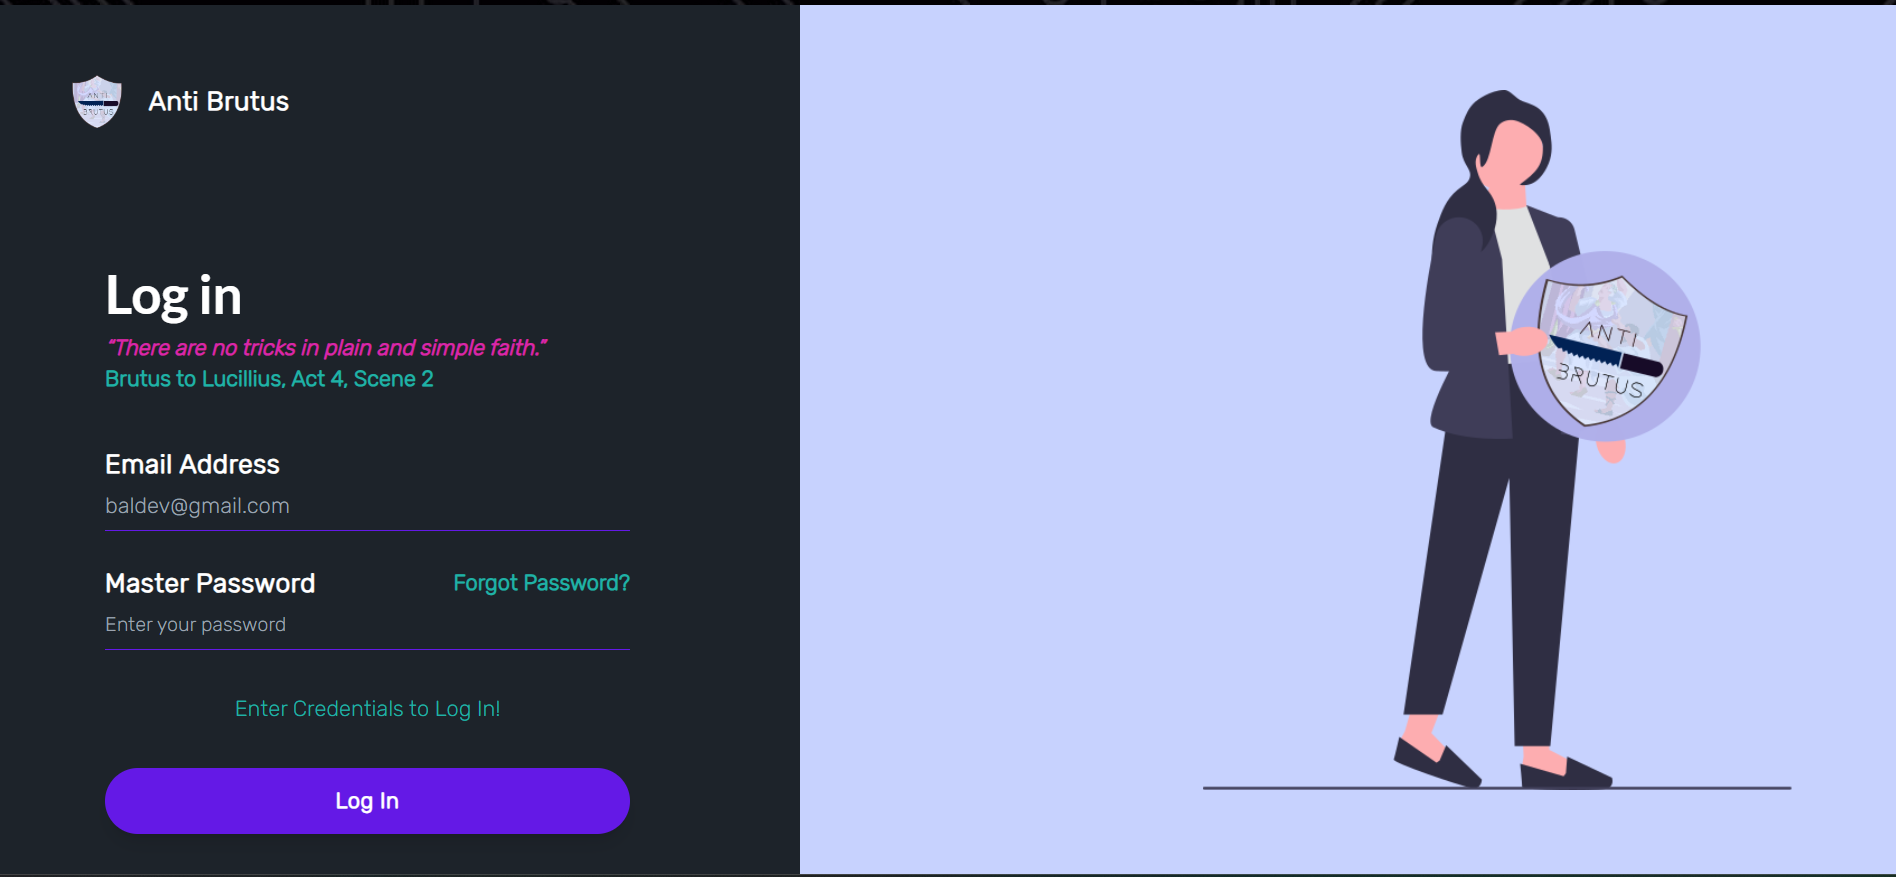 ANTI
BRUTUS
Anti Brutus
Log in
“There are no tricks in plain and simple faith.”
Brutus to Lucillius, Act 4, Scene 2
Email Address
baldev@gmail.com
Master Password
Forgot Password?
Enter your password
Enter Credentials to Log In!
Log In
ANTI
BRUTUS